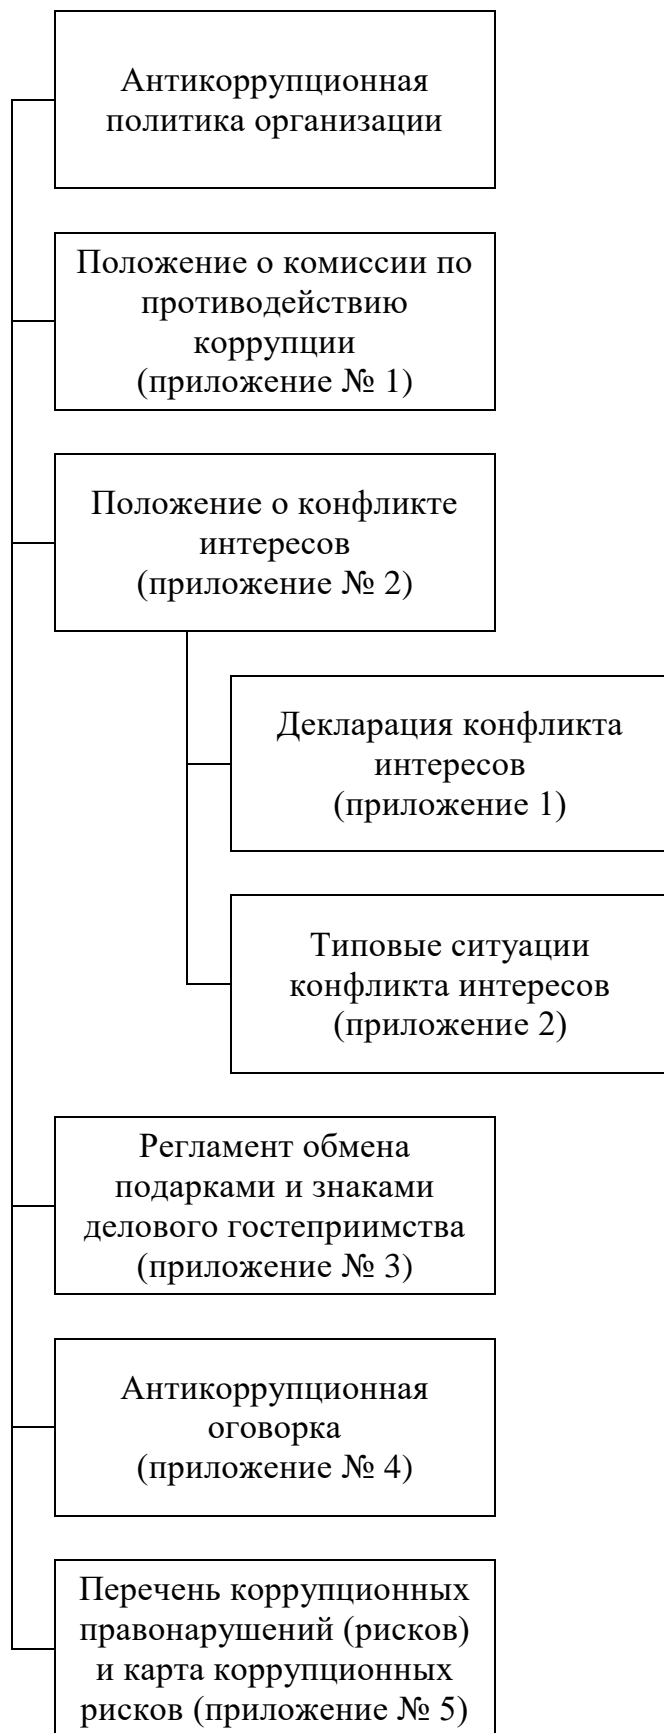 Антикоррупционная
политика организации
Положение о комиссии по
противодействию
коррупции
(приложение № 1)
Положение о конфликте
интересов
(приложение № 2)
Декларация конфликта
интересов
(приложение 1)
Типовые ситуации
конфликта интересов
(приложение 2)
Регламент обмена
подарками и знаками
делового гостеприимства
(приложение № 3)
Антикоррупционная
оговорка
(приложение № 4)
Перечень коррупционных
правонарушений (рисков)
и карта коррупционных
рисков (приложение № 5)